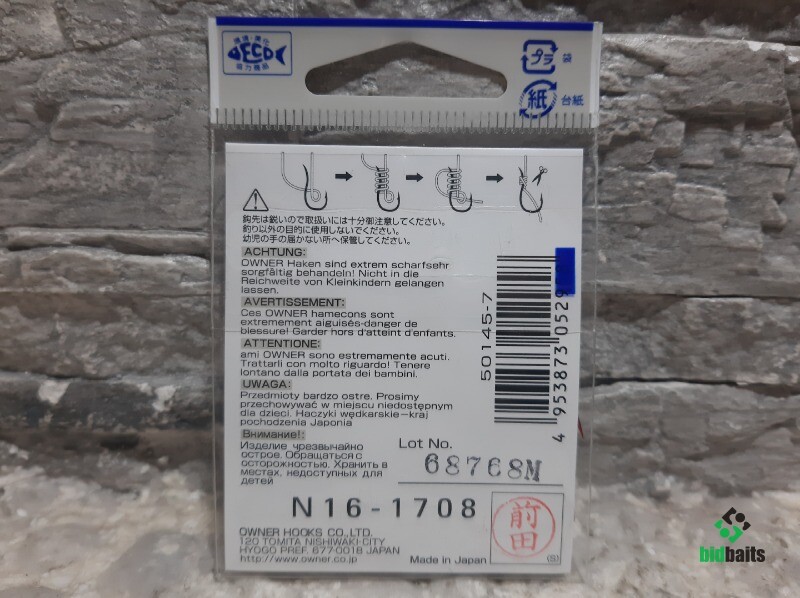 環境・美化
ECO
協力商品
プラ
袋
紙
台紙
鈎先は鋭いので取扱いには十分御注意してください。
釣り以外の目的に使用しないでください。
幼児の手の届かない所へ保管してください。
ACHTUNG:
OWNER Haken sind extrem scharfsehr
sorgfältig behandeln! Nicht in die
Reichweite von Kleinkindern gelangen
lassen.
AVERTISSEMENT:
Ces OWNER hamecons sont
extremement aiguisés-danger de
blessure! Garder hors d'atteint d'enfants.
ATTENTIONE:
ami OWNER sono estremamente acuti.
Trattarli con molto riguardo! Tenere
lontano dalla portata dei bambini.
UWAGA:
Przedmioty bardzo ostre. Prosimy
przechowywać w miejscu niedostępnym
dla dzieci. Haczyki wędkarskie-kraj
pochodzenia Japonia
Внимание!:
Изделие чрезвычайно
острое. Обращаться с
осторожностью. Хранить в
местах, недоступных для
детей
50145-7
4 953873 0529
Lot No.
68768M
N16-1708
前田
(S)
OWNER HOOKS CO.,LTD.
120 TOMITA NISHIWAKI-CITY
HYOGO PREF. 677-0018 JAPAN
http://www.owner.co.jp
Made in Japan
bidbaits